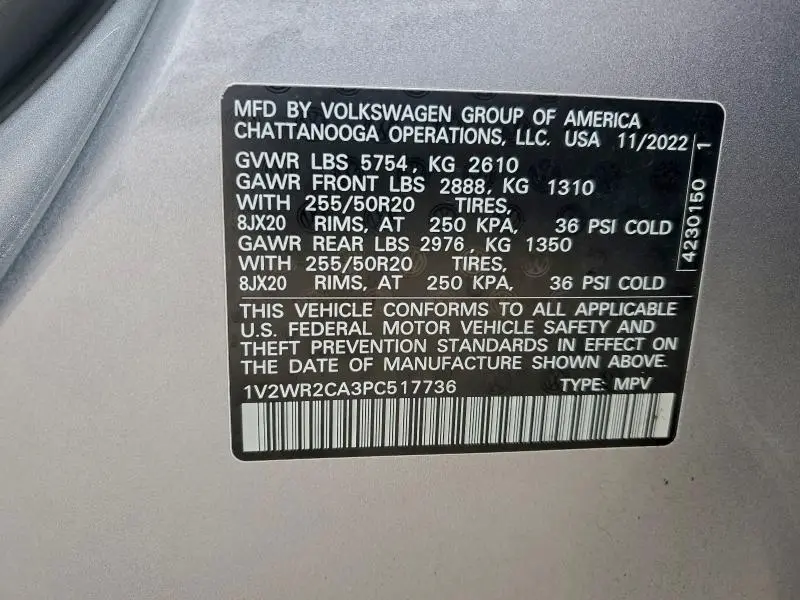 MFD BY VOLKSWAGEN GROUP OF AMERICA
CHATTANOOGA OPERATIONS, LLC. USA 11/2022
GVWR LBS 5754, KG 2610
GAWR FRONT LBS 2888, KG 1310
WITH 255/50R20 TIRES,
8JX20 RIMS, AT 250 KPA, 36 PSI COLD
GAWR REAR LBS 2976, KG 1350
WITH 255/50R20 TIRES,
8JX20 RIMS, AT 250 KPA, 36 PSI COLD
THIS VEHICLE CONFORMS TO ALL APPLICABLE
U.S. FEDERAL MOTOR VEHICLE SAFETY AND
THEFT PREVENTION STANDARDS IN EFFECT ON
THE DATE OF MANUFACTURE SHOWN ABOVE.
1V2WR2CA3PC517736 TYPE: MPV
4230150 1